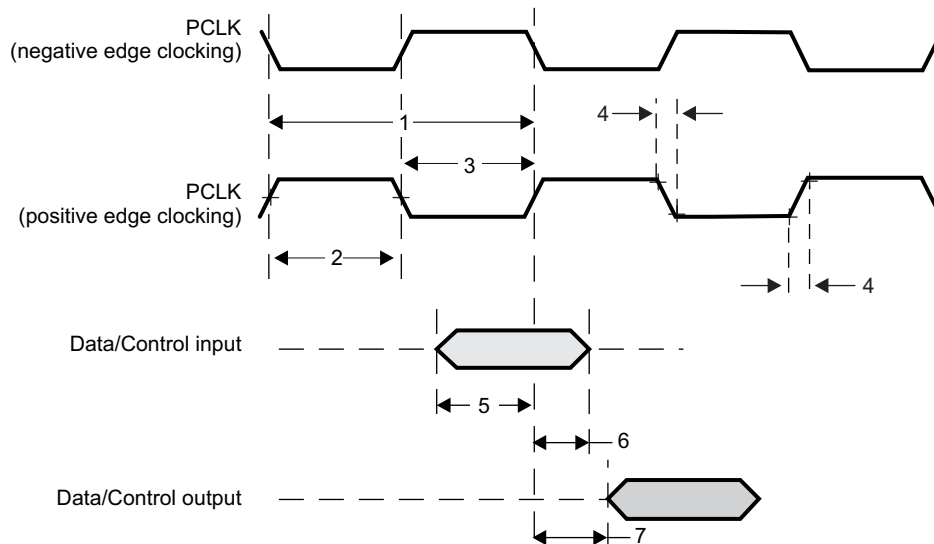 PCLK
(negative edge clocking)
1
4
3
PCLK
(positive edge clocking)
2
4
Data/Control input
5
6
Data/Control output
7